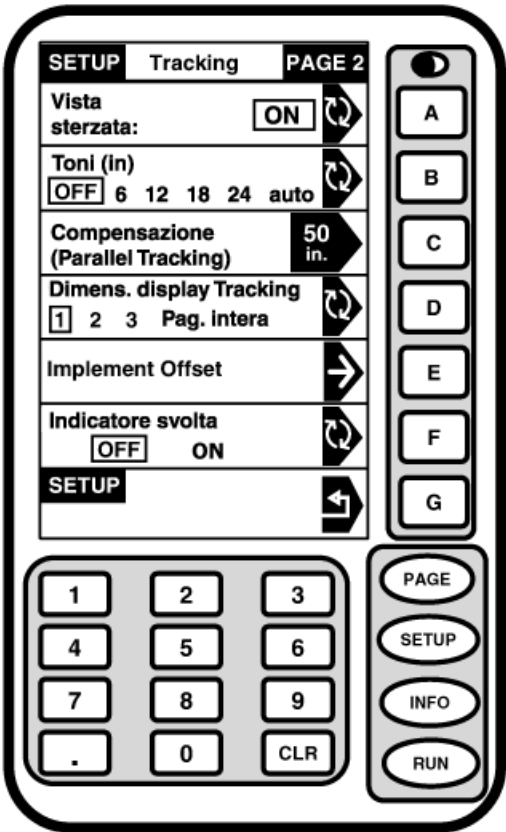 SETUP Tracking PAGE 2
Vista
sterzata: ON
A
Toni (in)
OFF 6 12 18 24 auto
B
Compensazione 50
(Parallel Tracking) in.
C
Dimens. display Tracking
1 2 3 Pag. intera
D
Implement Offset
E
Indicatore svolta
OFF ON
F
SETUP
G
PAGE
SETUP
INFO
RUN
1 2 3
4 5 6
7 8 9
. 0 CLR